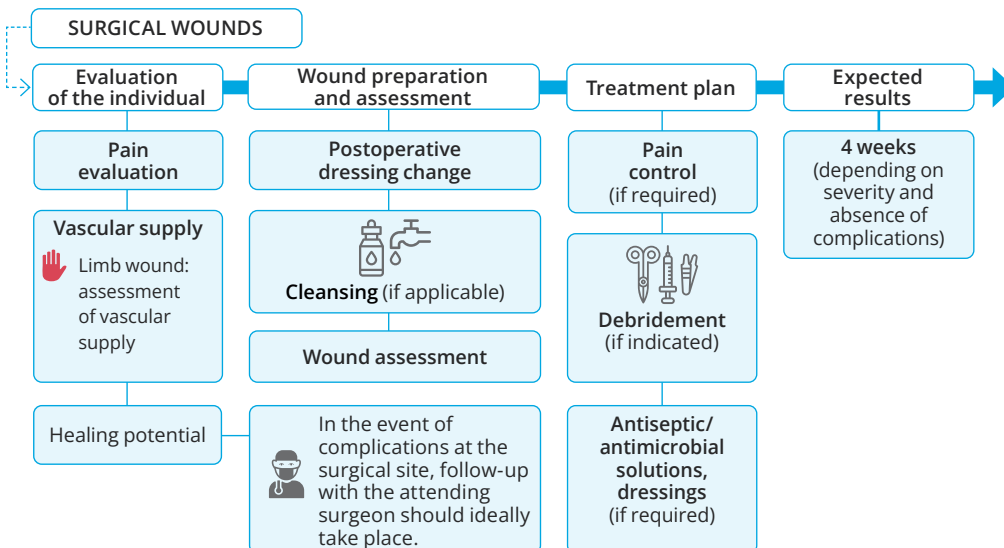 SURGICAL WOUNDS
Evaluation
of the individual
Wound preparation
and assessment
Treatment plan
Expected
results
Pain
evaluation
Vascular supply
Limb wound:
assessment
of vascular
supply
Healing potential
Postoperative
dressing change
Cleansing (if applicable)
Wound assessment
In the event of
complications at the
surgical site, follow-up
with the attending
surgeon should ideally
take place.
Pain
control
(if required)
Debridement
(if indicated)
Antiseptic/
antimicrobial
solutions,
dressings
(if required)
4 weeks
(depending on
severity and
absence of
complications)